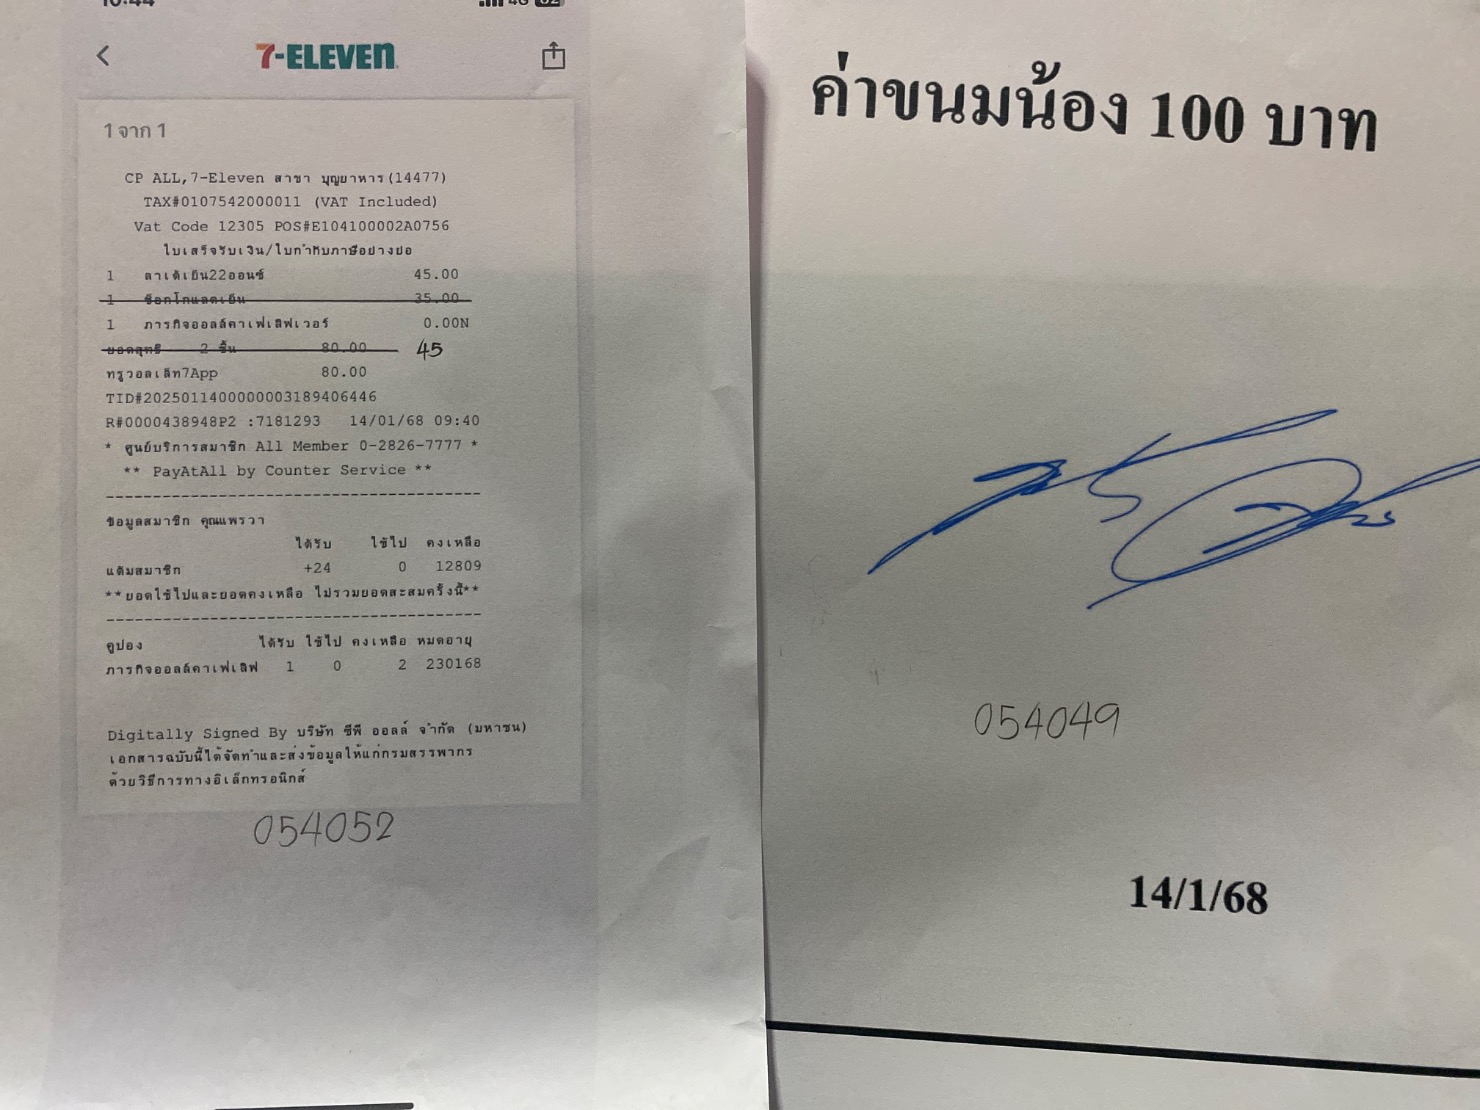 7-ELEVEN
1 จาก 1
CP ALL,7-Eleven สาขา บุญยาหาร(14477)
TAX#0107542000011 (VAT Included)
Vat Code 12305 POS#E104100002A0756
ใบเสร็จรับเงิน/ใบกำกับภาษีอย่างย่อ
1 ลาเต้เย็น22ออนซ์ 45.00
1 ช็อกโกแลตเย็น 35.00
1 ภารกิจออลล์คาเฟ่เลิฟเวอร์ 0.00N
ยอดสุทธิ 2 ชิ้น 80.00 45
ทรูวอลเล็ท7App 80.00
TID#2025011400000003189406446
R#0000438948P2 :7181293 14/01/68 09:40
* ศูนย์บริการสมาชิก All Member 0-2826-7777 *
** PayAtAll by Counter Service **
ข้อมูลสมาชิก คุณแพรวา
ได้รับ ใช้ไป คงเหลือ
แต้มสมาชิก +24 0 12809
**ยอดใช้ไปและยอดคงเหลือ ไม่รวมยอดสะสมครั้งนี้**
คูปอง ได้รับ ใช้ไป คงเหลือ หมดอายุ
ภารกิจออลล์คาเฟ่เลิฟ 1 0 2 230168
Digitally Signed By บริษัท ซีพี ออลล์ จำกัด (มหาชน)
เอกสารฉบับนี้ได้จัดทำและส่งข้อมูลให้แก่กรมสรรพากร
ด้วยวิธีการทางอิเล็กทรอนิกส์
054052
ค่าขนมน้อง 100 บาท
054049
14/1/68